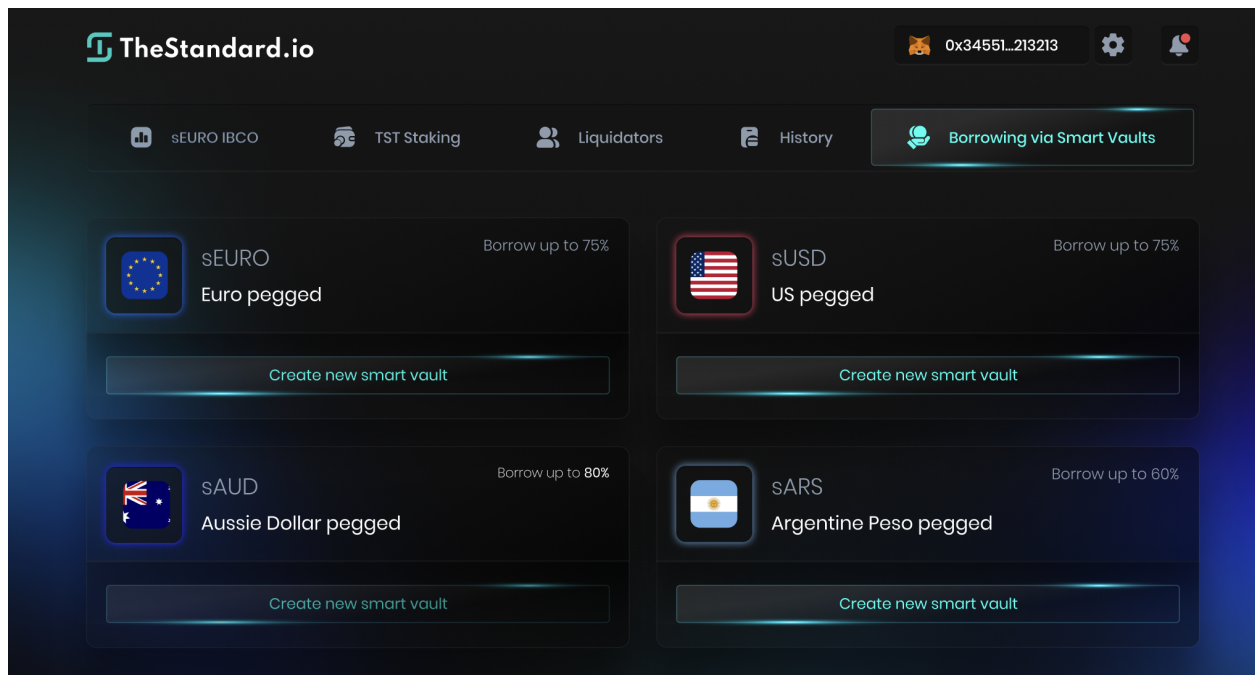 TheStandard.io
0x34551...213213
sEURO IBCO
TST Staking
Liquidators
History
Borrowing via Smart Vaults
sEURO
Borrow up to 75%
Euro pegged
Create new smart vault
sUSD
Borrow up to 75%
US pegged
Create new smart vault
sAUD
Borrow up to 80%
Aussie Dollar pegged
Create new smart vault
sARS
Borrow up to 60%
Argentine Peso pegged
Create new smart vault